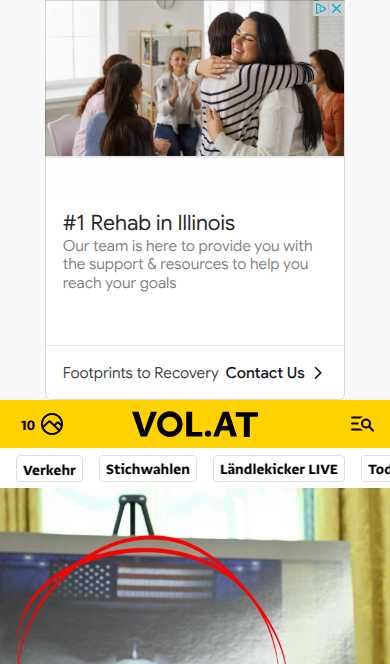 #1 Rehab in Illinois
Our team is here to provide you with
the support & resources to help you
reach your goals
Footprints to Recovery Contact Us
10 VOL.AT
Verkehr Stichwahlen Ländlekicker LIVE Tod